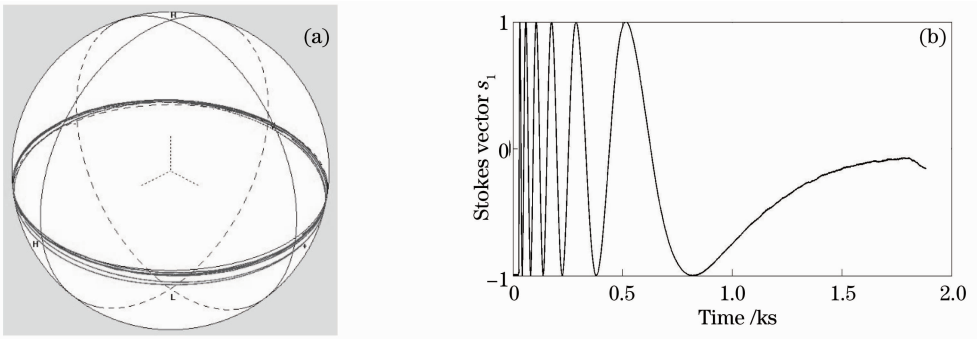 (a)
H
H
L
(b)
Stokes vector s₁
1
0
−1
0
0.5
1.0
1.5
2.0
Time /ks